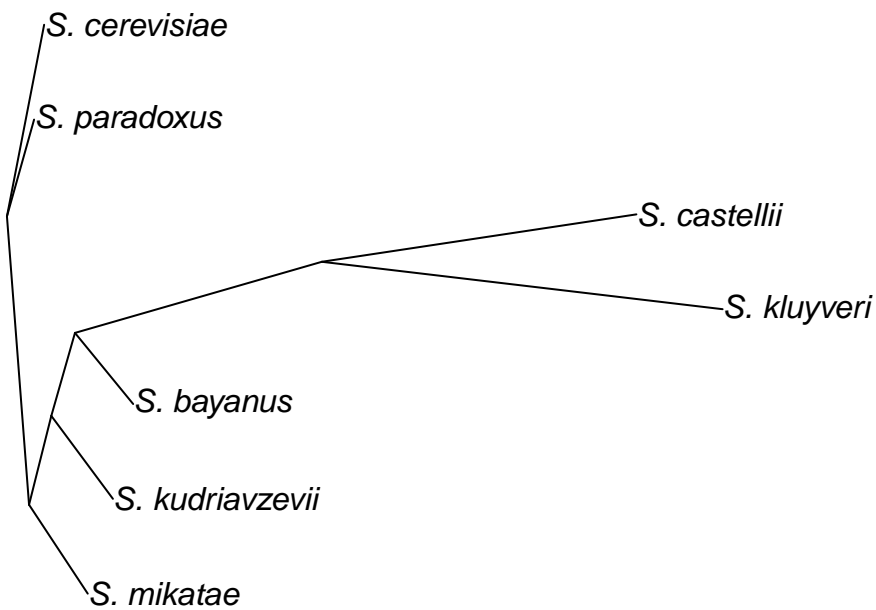 S. cerevisiae
S. paradoxus
S. castellii
S. kluyveri
S. bayanus
S. kudriavzevii
S. mikatae